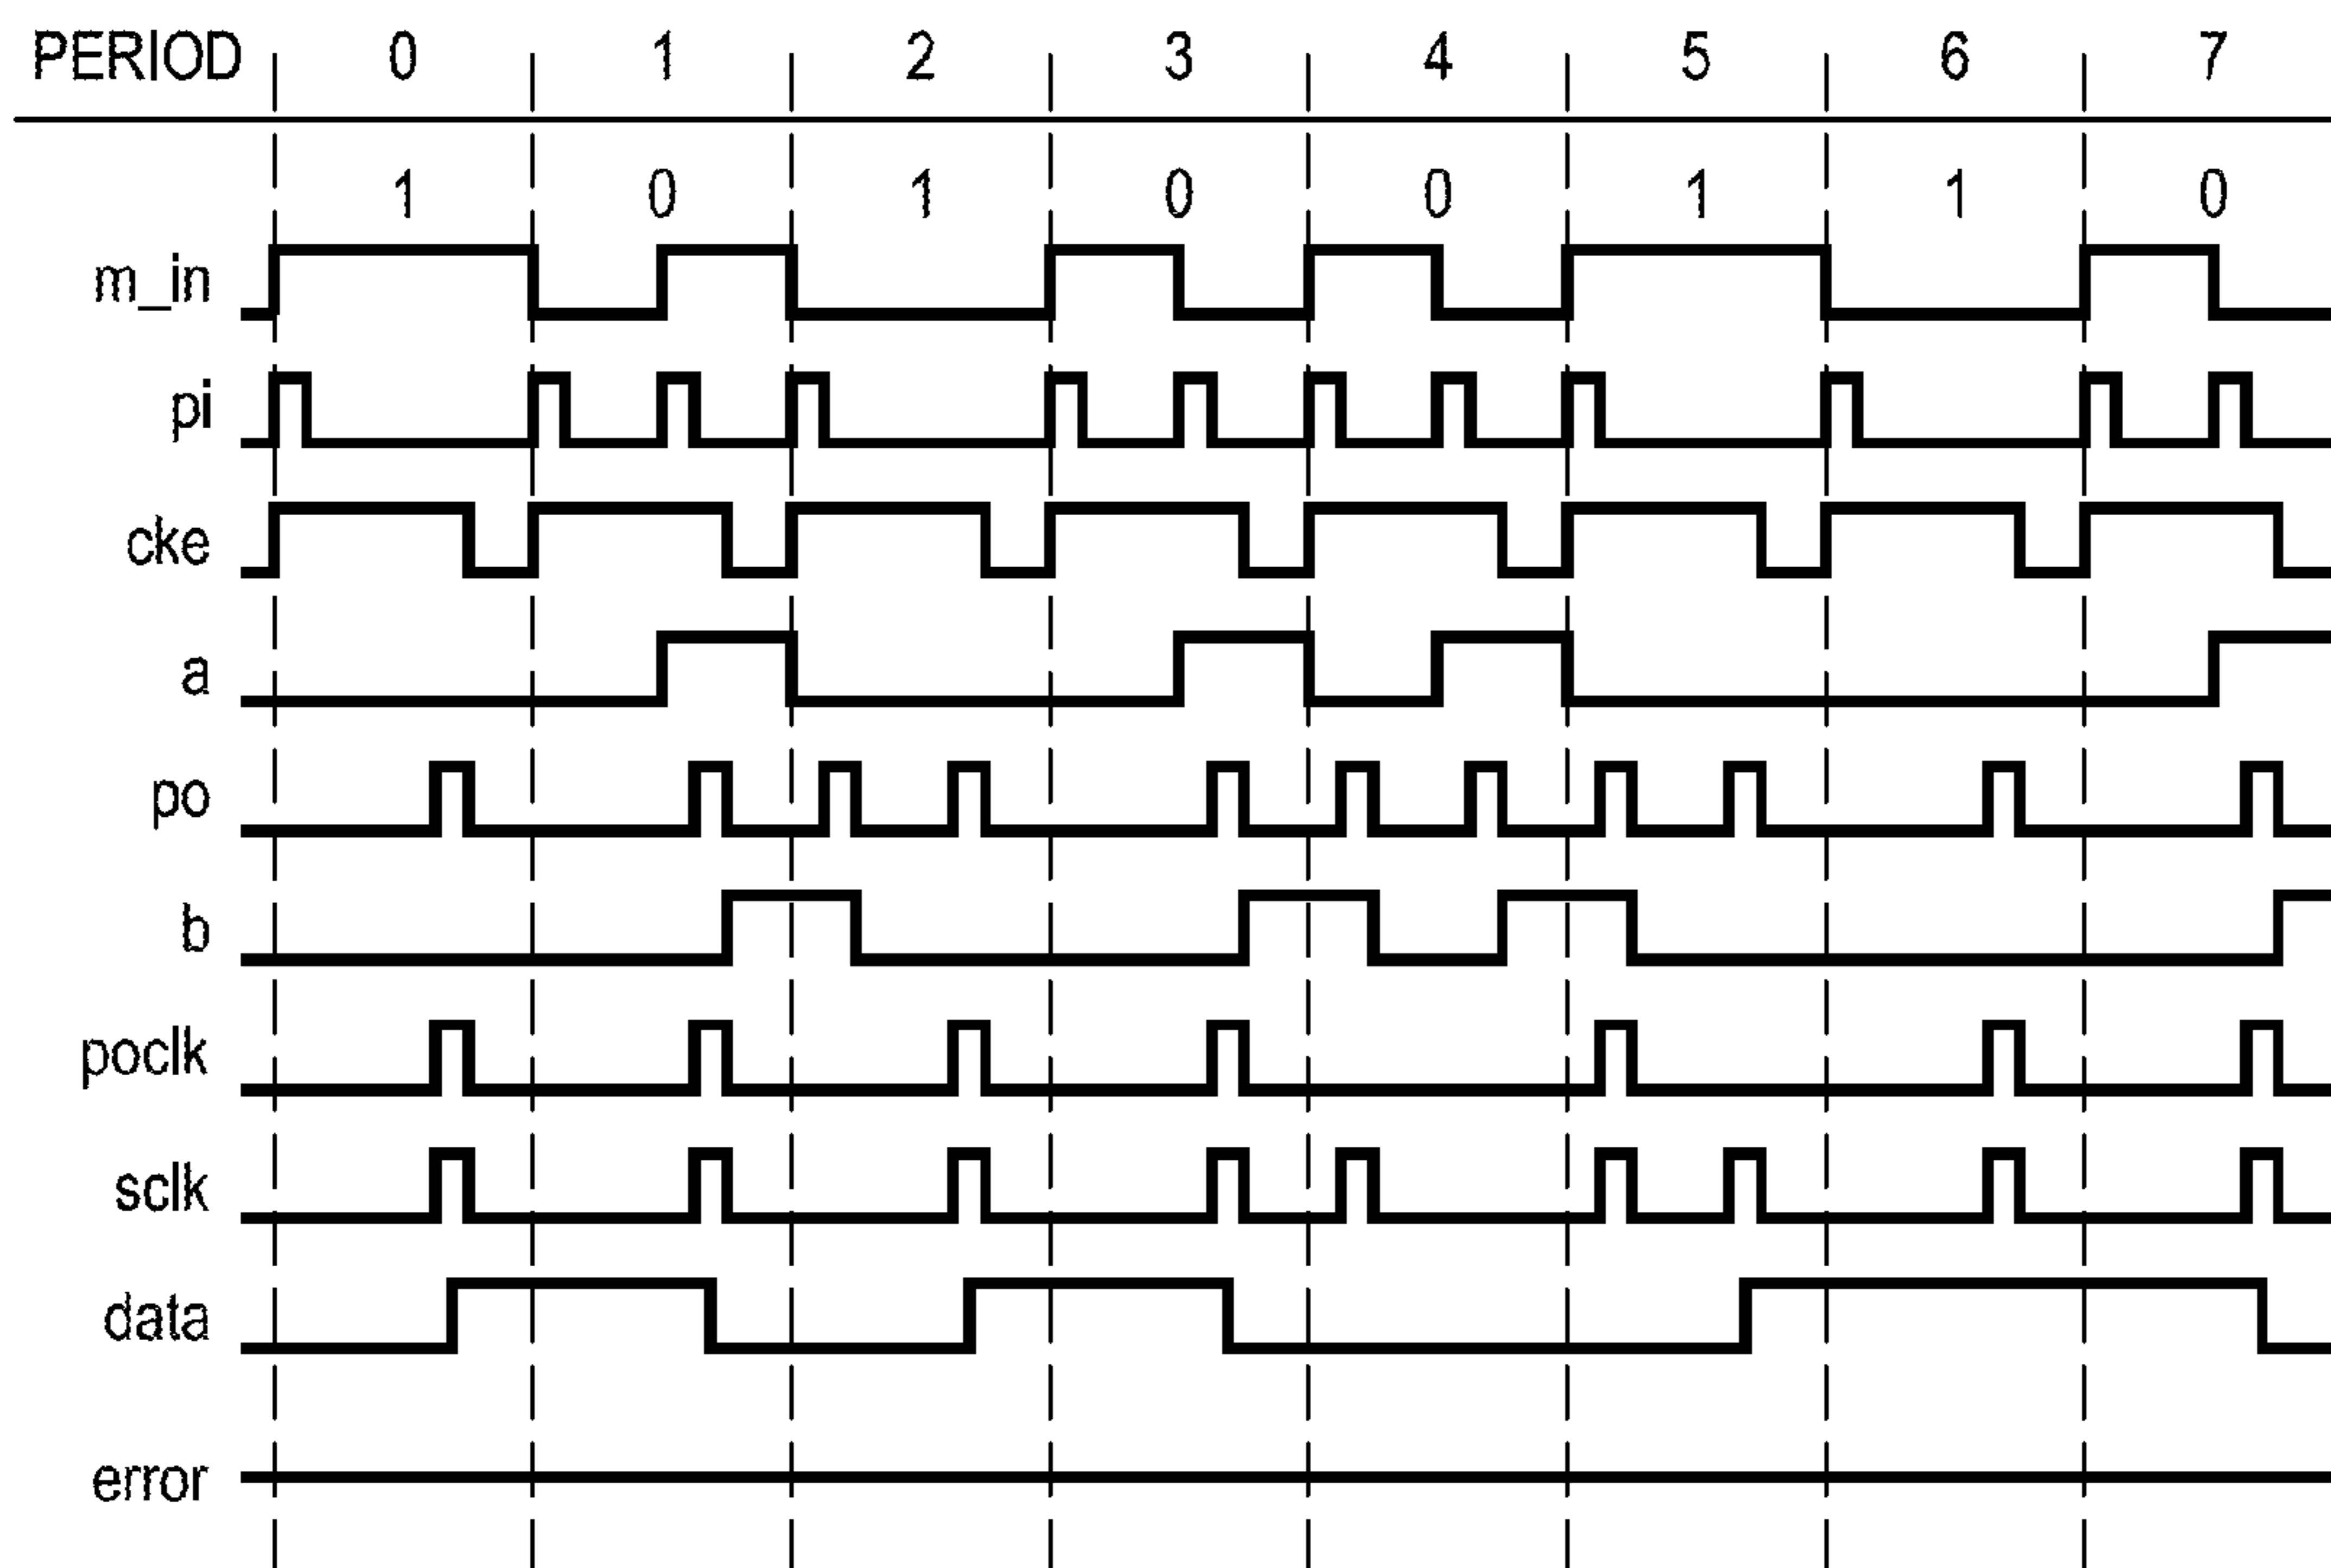 PERIOD 0 1 2 3 4 5 6 7
1 0 1 0 0 1 1 0
m_in
pi
cke
a
po
b
poclk
sclk
data
error